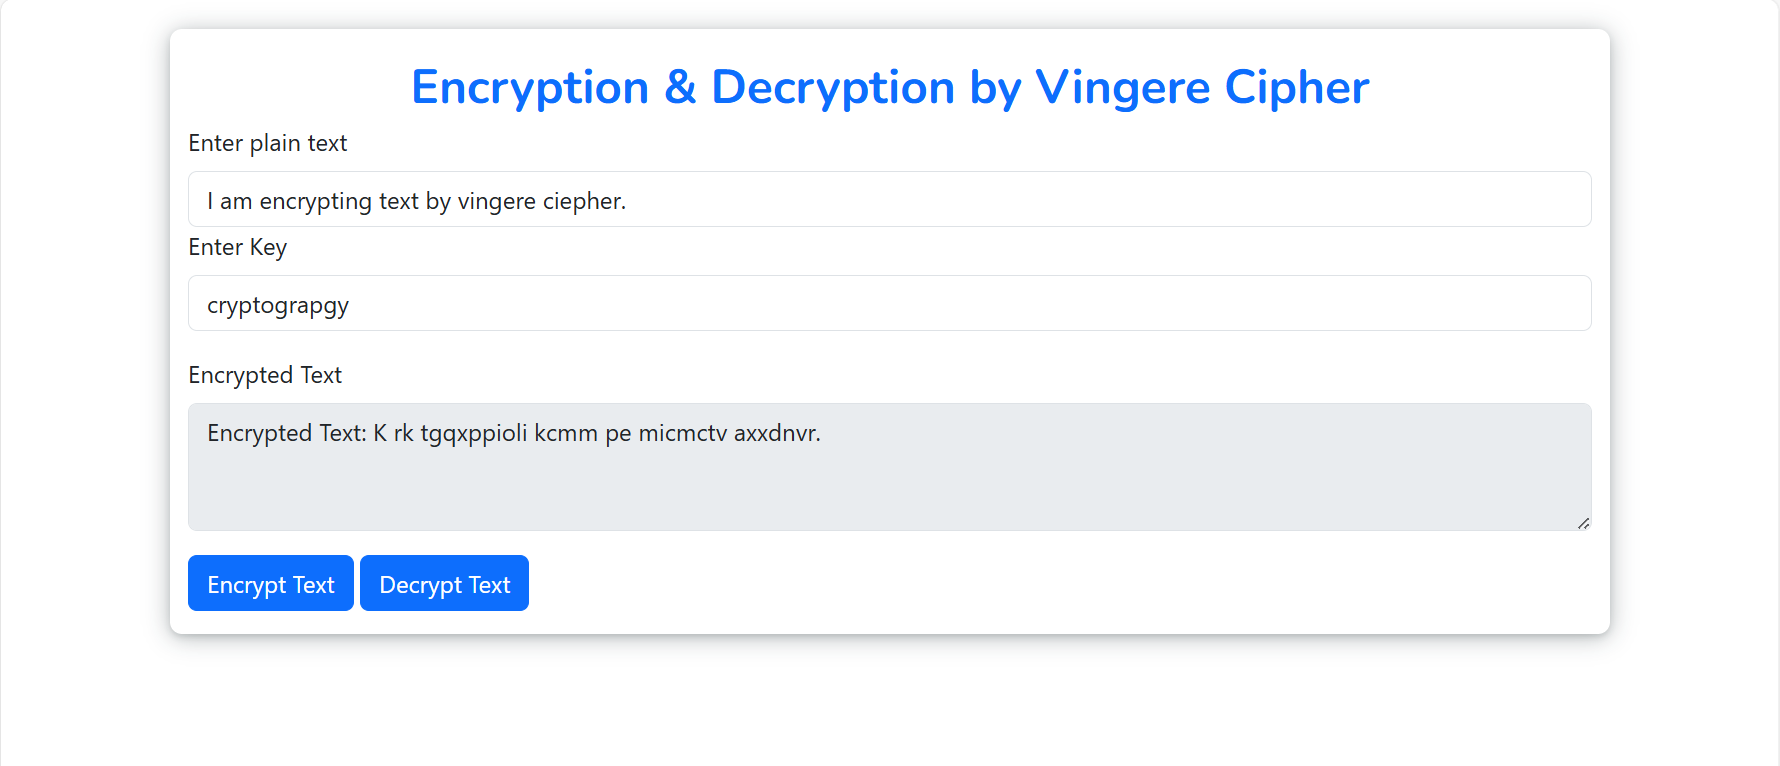 Encryption & Decryption by Vingere Cipher
Enter plain text
I am encrypting text by vingere ciepher.
Enter Key
cryptograpgy
Encrypted Text
Encrypted Text: K rk tgqxppioli kcmm pe micmctv axxdnvr.
Encrypt Text Decrypt Text